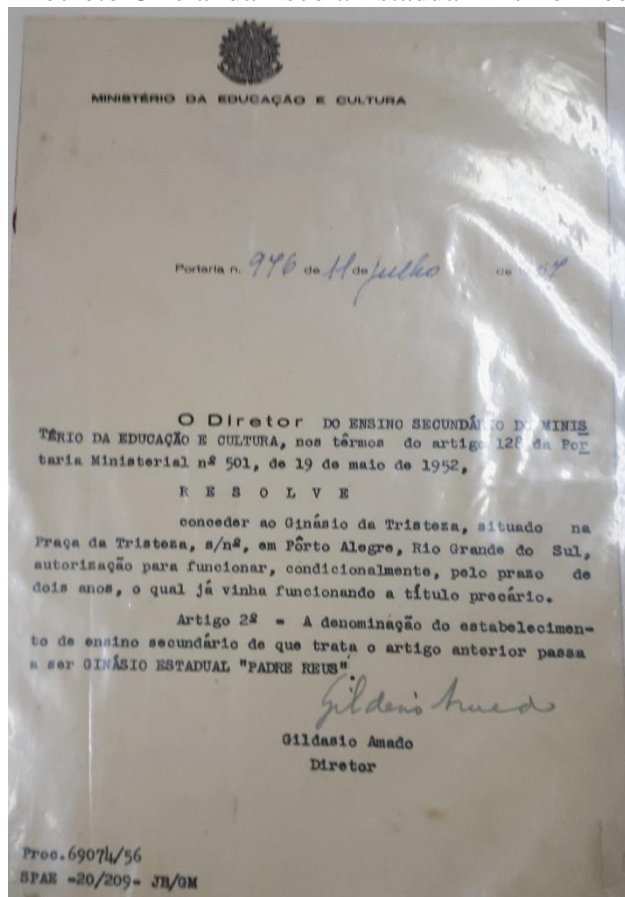 MINISTÉRIO DA EDUCAÇÃO E CULTURA
Portaria n. 976 de 11 de julho de
O Diretor DO ENSINO SECUNDÁRIO DO MINIS
TÉRIO DA EDUCAÇÃO E CULTURA, nos têrmos do artigo 12º da Por
taria Ministerial nº 501, de 19 de maio de 1952,
R E S O L V E
conceder ao Ginásio da Tristeza, situado na
Praça da Tristeza, s/nº, em Pôrto Alegre, Rio Grande do Sul,
autorização para funcionar, condicionalmente, pelo prazo de
dois anos, o qual já vinha funcionando a título precário.
Artigo 2º - A denominação do estabelecimen-
to de ensino secundário de que trata o artigo anterior passa
a ser GINÁSIO ESTADUAL "PADRE REUS".
Gildasio Amado
Gildasio Amado
Diretor
Proc.69074/56
SPAE -20/209- JB/GM